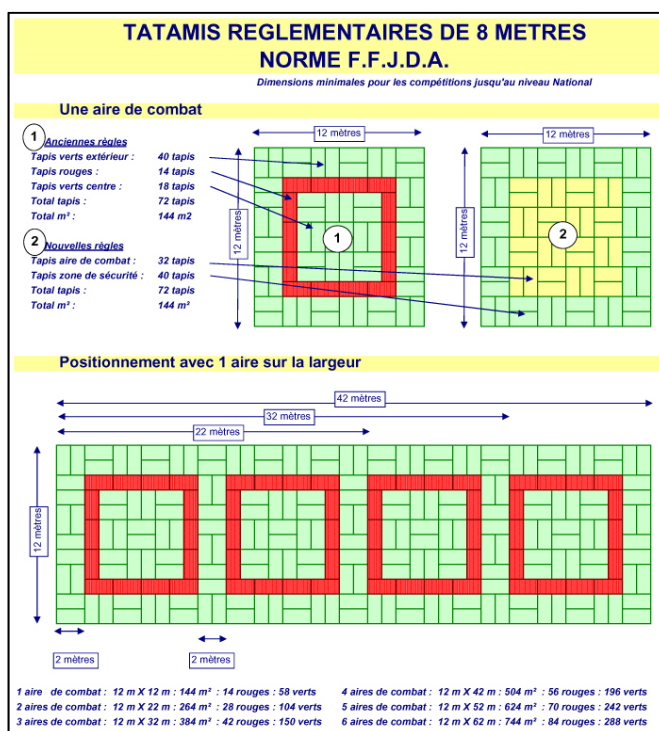 TATAMIS REGLEMENTAIRES DE 8 METRES
NORME F.F.J.D.A.
Dimensions minimales pour les compétitions jusqu'au niveau National
Une aire de combat
1 Anciennes règles
Tapis verts extérieur : 40 tapis
Tapis rouges : 14 tapis
Tapis verts centre : 18 tapis
Total tapis : 72 tapis
Total m² : 144 m2
2 Nouvelles règles
Tapis aire de combat : 32 tapis
Tapis zone de sécurité : 40 tapis
Total tapis : 72 tapis
Total m² : 144 m²
12 mètres
12 mètres
1
12 mètres
12 mètres
2
Positionnement avec 1 aire sur la largeur
42 mètres
32 mètres
22 mètres
12 mètres
2 mètres
2 mètres
1 aire de combat : 12 m X 12 m : 144 m² : 14 rouges : 58 verts
2 aires de combat : 12 m X 22 m : 264 m² : 28 rouges : 104 verts
3 aires de combat : 12 m X 32 m : 384 m² : 42 rouges : 150 verts
4 aires de combat : 12 m X 42 m : 504 m² : 56 rouges : 196 verts
5 aires de combat : 12 m X 52 m : 624 m² : 70 rouges : 242 verts
6 aires de combat : 12 m X 62 m : 744 m² : 84 rouges : 288 verts